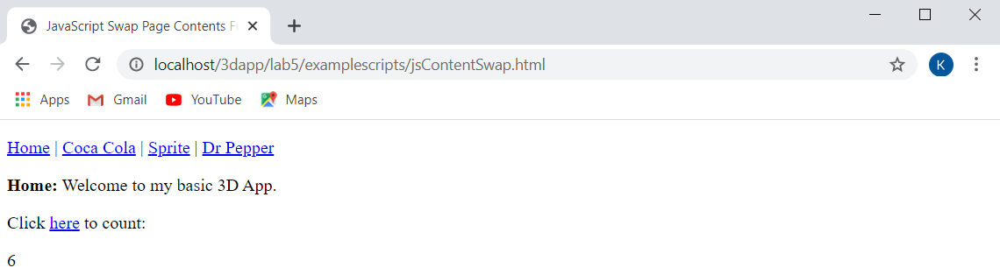 JavaScript Swap Page Contents
localhost/3dapp/lab5/examplescripts/jsContentSwap.html
K
Apps Gmail YouTube Maps
Home | Coca Cola | Sprite | Dr Pepper
Home: Welcome to my basic 3D App.
Click here to count:
6